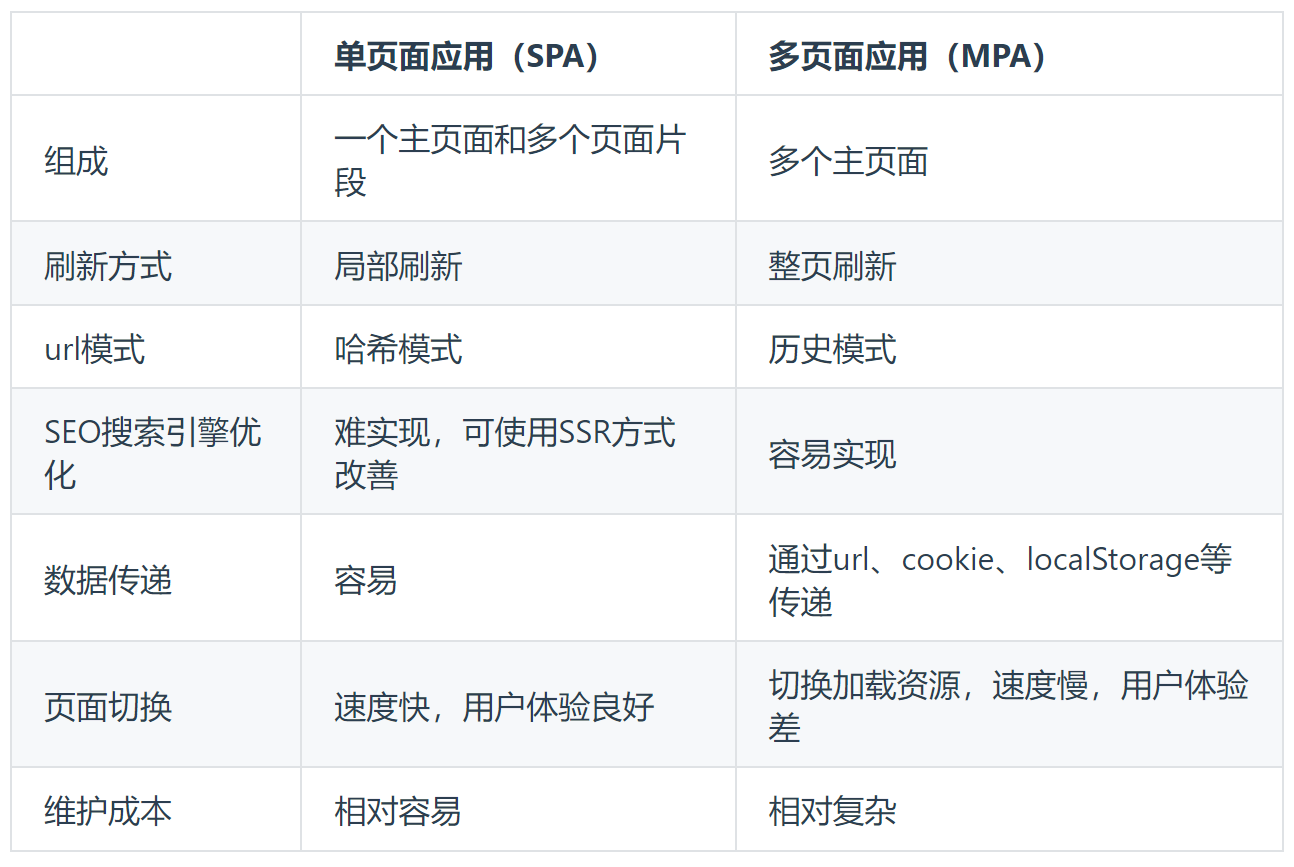 单页面应用（SPA）
多页面应用（MPA）
组成
一个主页面和多个页面片
段
多个主页面
刷新方式
局部刷新
整页刷新
url模式
哈希模式
历史模式
SEO搜索引擎优
化
难实现，可使用SSR方式
改善
容易实现
数据传递
容易
通过url、cookie、localStorage等
传递
页面切换
速度快，用户体验良好
切换加载资源，速度慢，用户体验
差
维护成本
相对容易
相对复杂